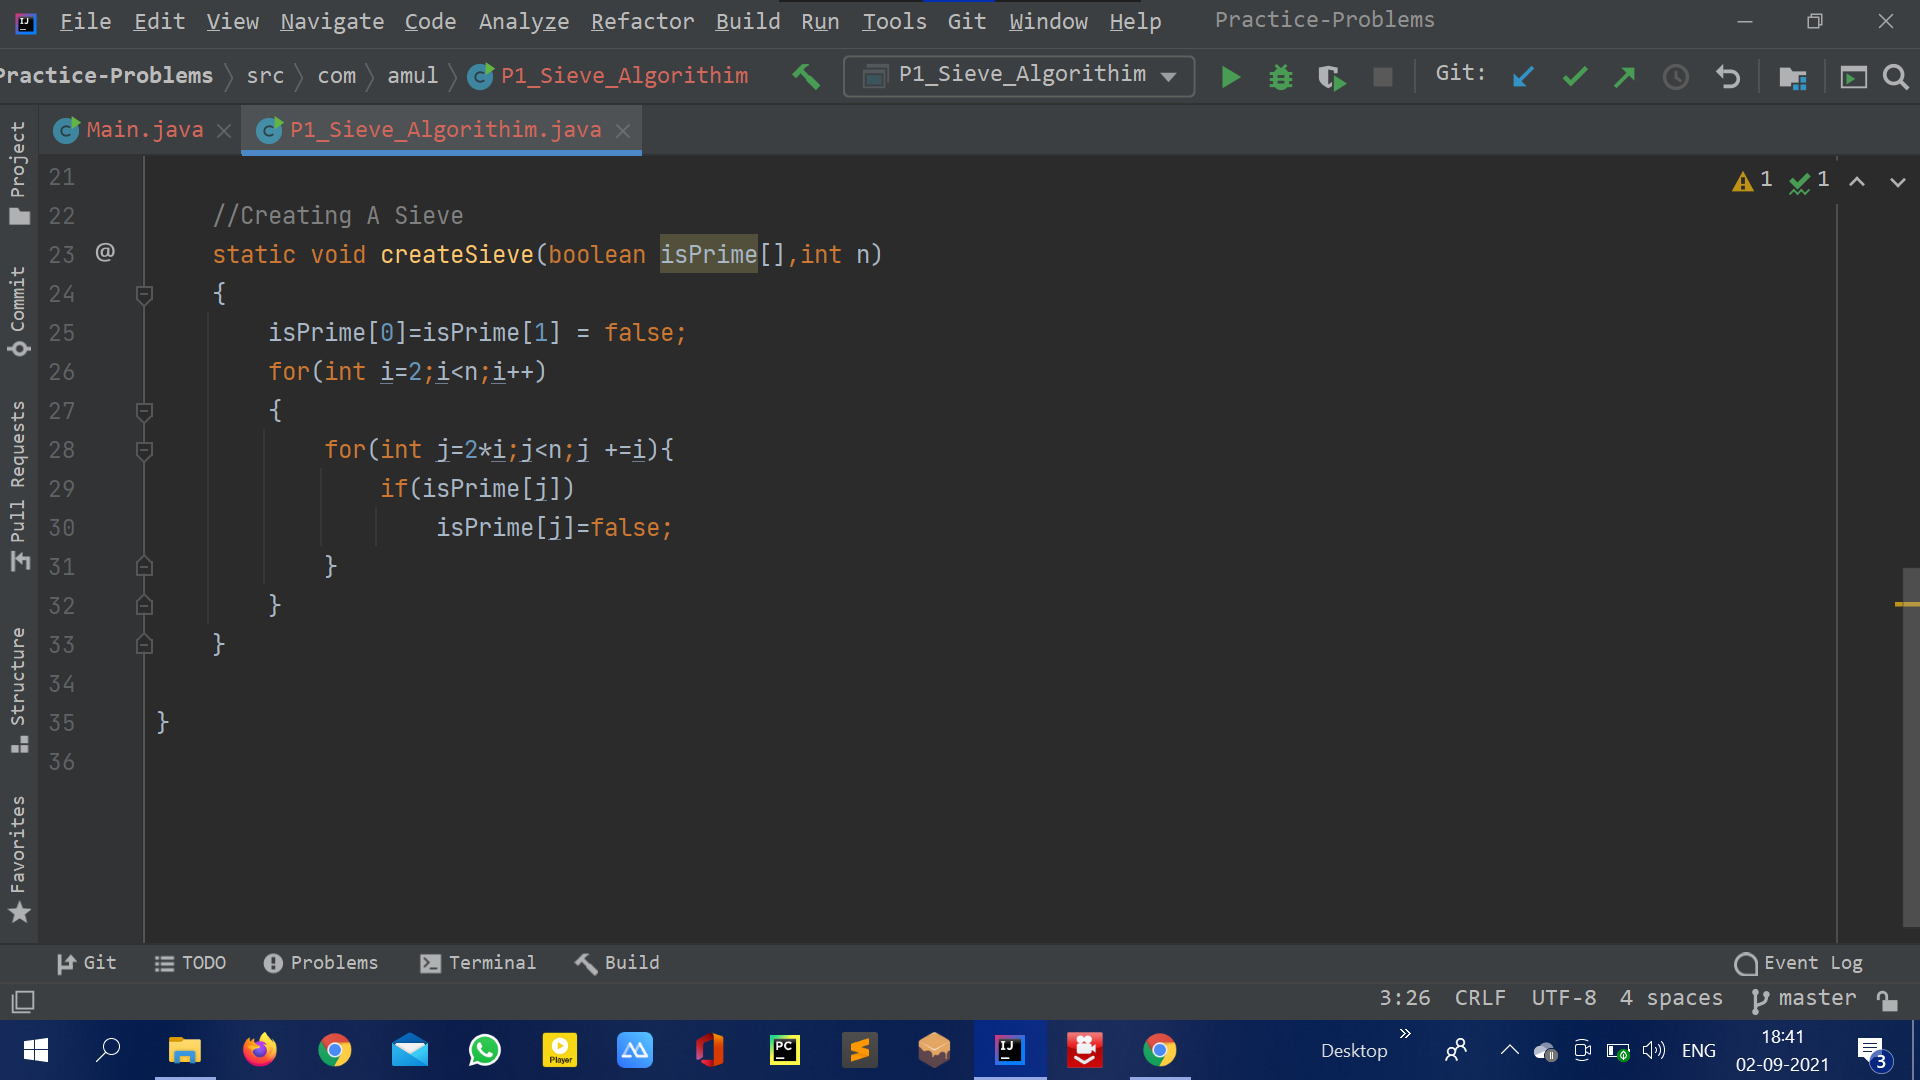 File Edit View Navigate Code Analyze Refactor Build Run Tools Git Window Help Practice-Problems
Practice-Problems src com amul P1_Sieve_Algorithim P1_Sieve_Algorithim Git:
Main.java P1_Sieve_Algorithim.java
Project
Commit
Pull Requests
Structure
Favorites
1 1
21
22 //Creating A Sieve
23 @ static void createSieve(boolean isPrime[],int n)
24 {
25 isPrime[0]=isPrime[1] = false;
26 for(int i=2;i<n;i++)
27 {
28 for(int j=2*i;j<n;j +=i){
29 if(isPrime[j])
30 isPrime[j]=false;
31 }
32 }
33 }
34
35 }
36
Git TODO Problems Terminal Build Event Log
3:26 CRLF UTF-8 4 spaces master
Player PC IJ Desktop » ENG 18:41
02-09-2021 3